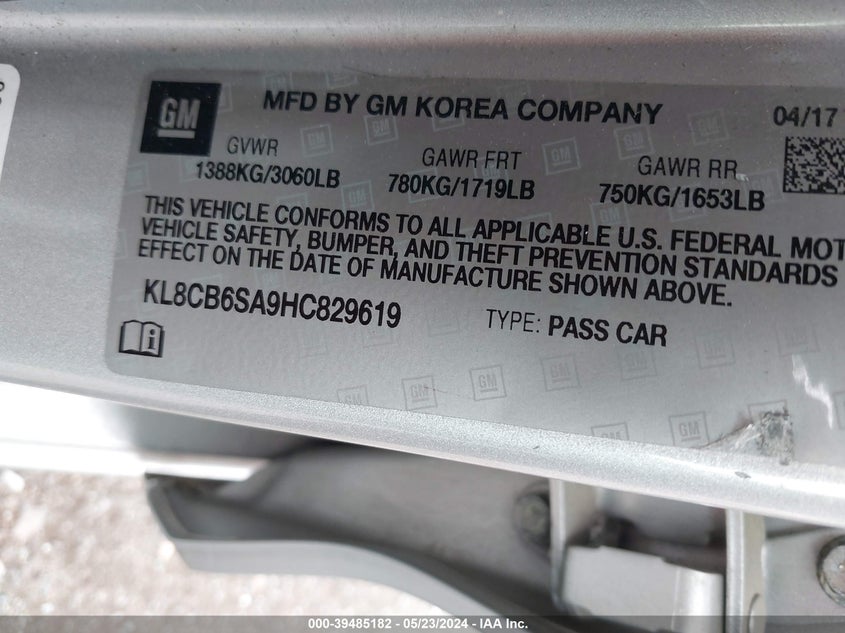 GM
MFD BY GM KOREA COMPANY
04/17
GVWR
1388KG/3060LB
GAWR FRT
780KG/1719LB
GAWR RR
750KG/1653LB
THIS VEHICLE CONFORMS TO ALL APPLICABLE U.S. FEDERAL MOT
VEHICLE SAFETY, BUMPER, AND THEFT PREVENTION STANDARDS
EFFECT ON THE DATE OF MANUFACTURE SHOWN ABOVE.
KL8CB6SA9HC829619
TYPE: PASS CAR
000-39485182 - 05/23/2024 - IAA Inc.